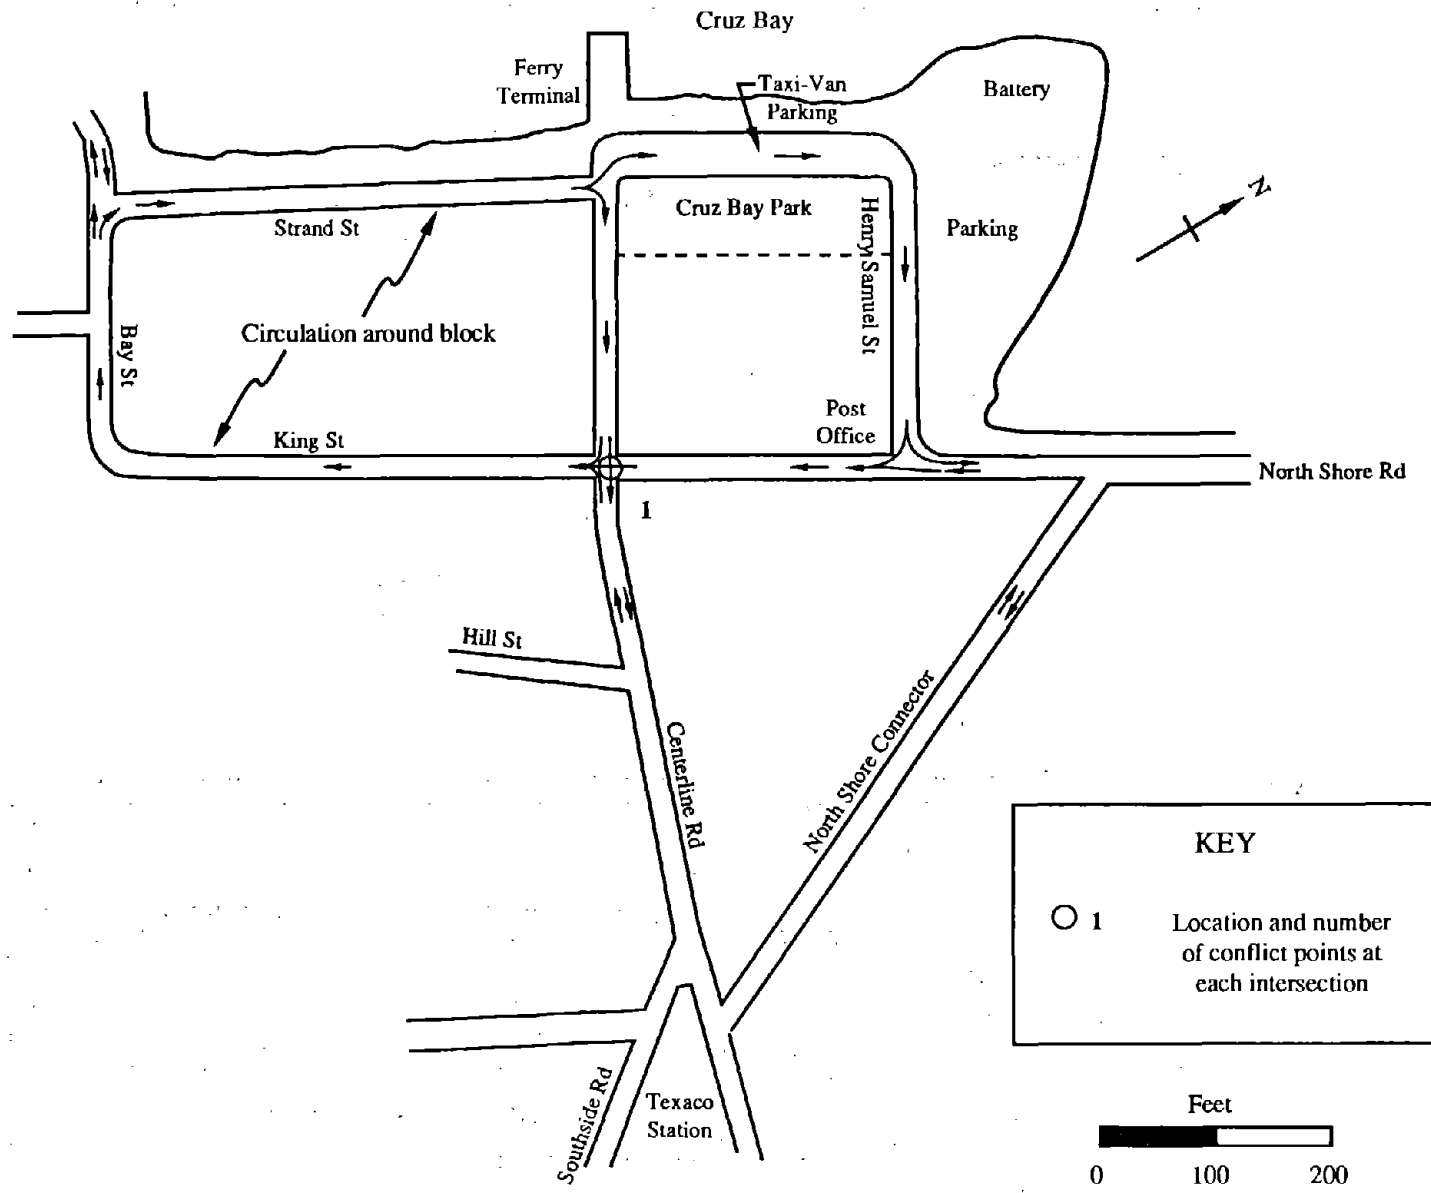 Cruz Bay
Ferry
Terminal
Taxi-Van
Parking
Battery
N
Cruz Bay Park
Henry Samuel St
Parking
Strand St
Circulation around block
Bay St
King St
Post
Office
North Shore Rd
1
Hill St
Centerline Rd
North Shore Connector
KEY
1 Location and number
of conflict points at
each intersection
Southside Rd
Texaco
Station
Feet
0 100 200